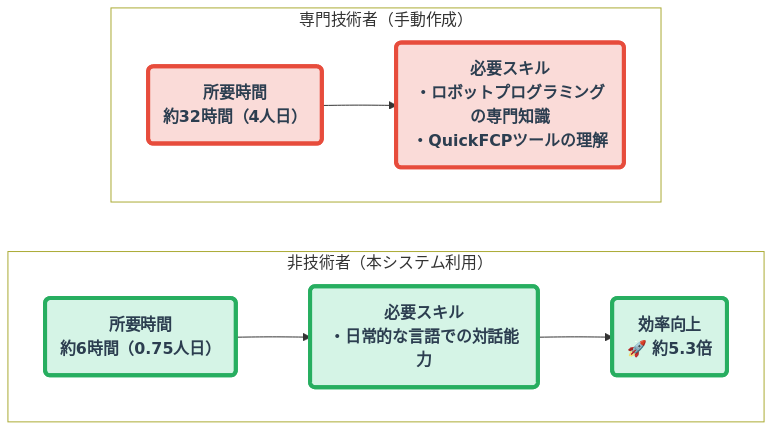 専門技術者（手動作成）
所要時間
約32時間（4人日）
必要スキル
・ロボットプログラミング
の専門知識
・QuickFCPツールの理解
非技術者（本システム利用）
所要時間
約6時間（0.75人日）
必要スキル
・日常的な言語での対話能
力
効率向上
🚀 約5.3倍